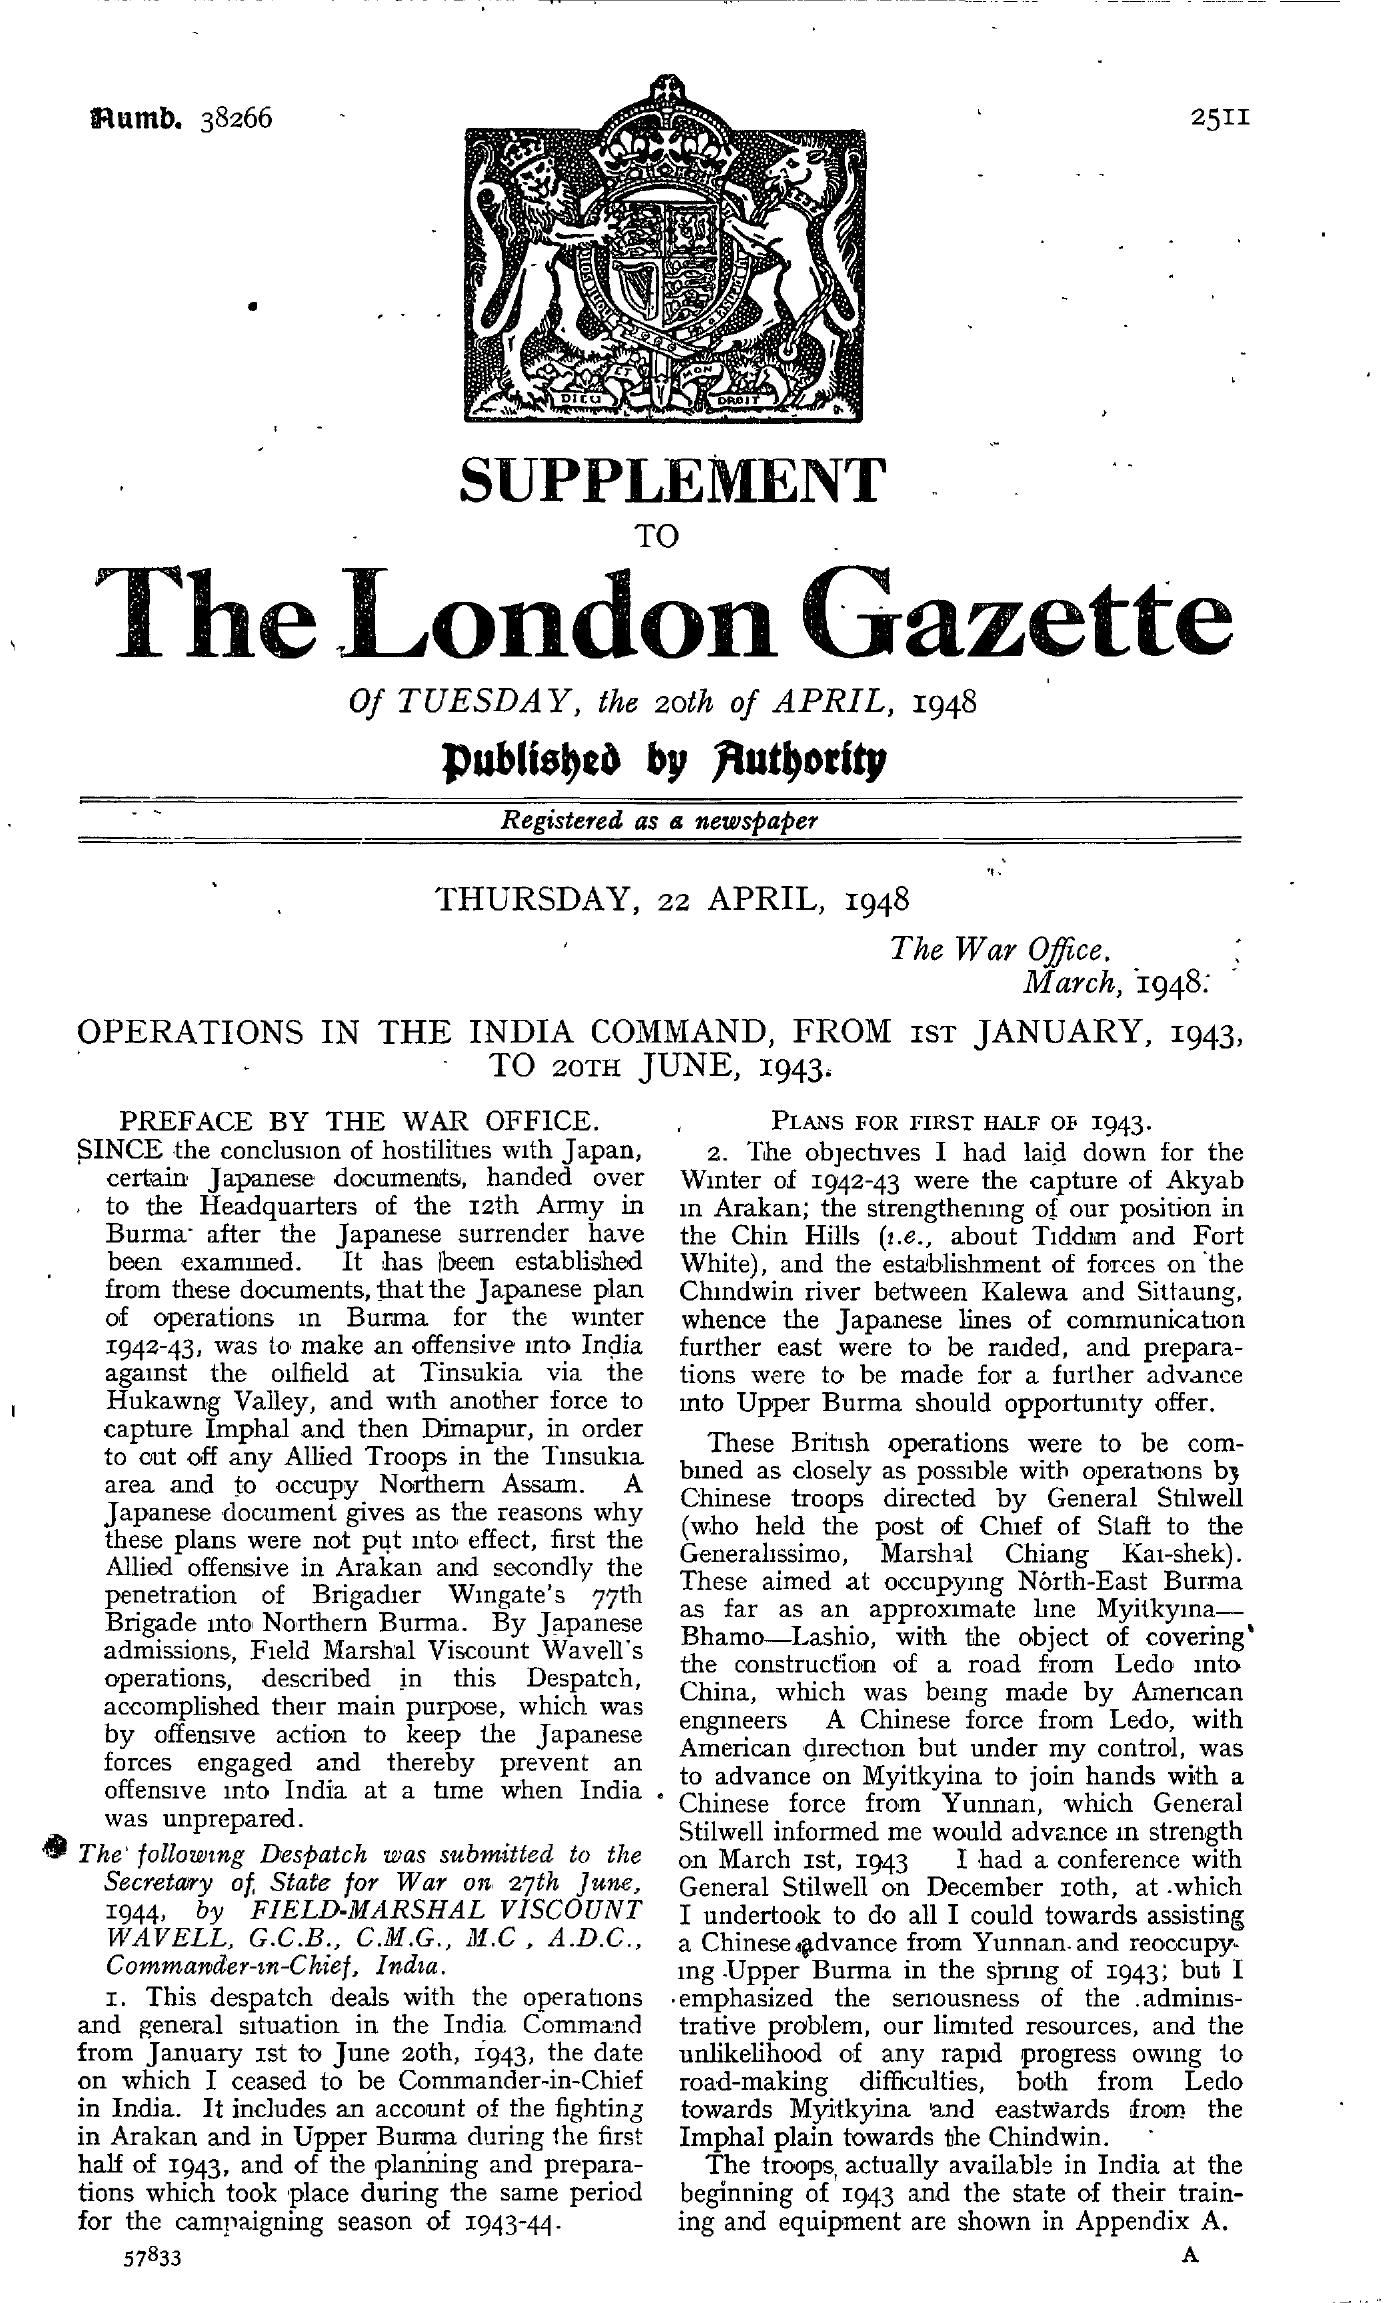 Numb. 38266
2511
DIEU ET MON DROIT
SUPPLEMENT
TO
The London Gazette
Of TUESDAY, the 20th of APRIL, 1948
Published by Authority
Registered as a newspaper
THURSDAY, 22 APRIL, 1948
The War Office.
March, 1948.
OPERATIONS IN THE INDIA COMMAND, FROM 1ST JANUARY, 1943,
TO 20TH JUNE, 1943.
PREFACE BY THE WAR OFFICE.
SINCE the conclusion of hostilities with Japan,
certain Japanese documents, handed over
to the Headquarters of the 12th Army in
Burma after the Japanese surrender have
been examined. It has been established
from these documents, that the Japanese plan
of operations in Burma for the winter
1942-43, was to make an offensive into India
against the oilfield at Tinsukia via the
Hukawng Valley, and with another force to
capture Imphal and then Dimapur, in order
to cut off any Allied Troops in the Tinsukia
area and to occupy Northern Assam. A
Japanese document gives as the reasons why
these plans were not put into effect, first the
Allied offensive in Arakan and secondly the
penetration of Brigadier Wingate's 77th
Brigade into Northern Burma. By Japanese
admissions, Field Marshal Viscount Wavell's
operations, described in this Despatch,
accomplished their main purpose, which was
by offensive action to keep the Japanese
forces engaged and thereby prevent an
offensive into India at a time when India
was unprepared.
The following Despatch was submitted to the
Secretary of State for War on 27th June,
1944, by FIELD-MARSHAL VISCOUNT
WAVELL, G.C.B., C.M.G., M.C., A.D.C.,
Commander-in-Chief, India.
1. This despatch deals with the operations
and general situation in the India Command
from January 1st to June 20th, 1943, the date
on which I ceased to be Commander-in-Chief
in India. It includes an account of the fighting
in Arakan and in Upper Burma during the first
half of 1943, and of the planning and prepara-
tions which took place during the same period
for the campaigning season of 1943-44.
57833
PLANS FOR FIRST HALF OF 1943.
2. The objectives I had laid down for the
Winter of 1942-43 were the capture of Akyab
in Arakan; the strengthening of our position in
the Chin Hills (i.e., about Tiddim and Fort
White), and the establishment of forces on the
Chindwin river between Kalewa and Sittaung,
whence the Japanese lines of communication
further east were to be raided, and prepara-
tions were to be made for a further advance
into Upper Burma should opportunity offer.
These British operations were to be com-
bined as closely as possible with operations by
Chinese troops directed by General Stilwell
(who held the post of Chief of Staff to the
Generalissimo, Marshal Chiang Kai-shek).
These aimed at occupying North-East Burma
as far as an approximate line Myitkyina—
Bhamo—Lashio, with the object of covering
the construction of a road from Ledo into
China, which was being made by American
engineers A Chinese force from Ledo, with
American direction but under my control, was
to advance on Myitkyina to join hands with a
Chinese force from Yunnan, which General
Stilwell informed me would advance in strength
on March 1st, 1943 I had a conference with
General Stilwell on December 10th, at which
I undertook to do all I could towards assisting
a Chinese advance from Yunnan and reoccupy-
ing Upper Burma in the spring of 1943; but I
emphasized the seriousness of the adminis-
trative problem, our limited resources, and the
unlikelihood of any rapid progress owing to
road-making difficulties, both from Ledo
towards Myitkyina and eastwards from the
Imphal plain towards the Chindwin.
The troops actually available in India at the
beginning of 1943 and the state of their train-
ing and equipment are shown in Appendix A.
A